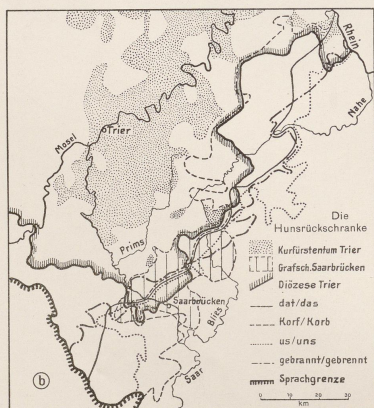 Rhein
Nahe
Trier
Mosel
Prims
Saarbrücken
Blies
Saar
Die
Hunsrückschranke
Kurfürstentum Trier
Grafsch. Saarbrücken
Diözese Trier
dat/das
Korf/Korb
us/uns
gebrannt/gebrennt
Sprachgrenze
0 10 20 30
km
b